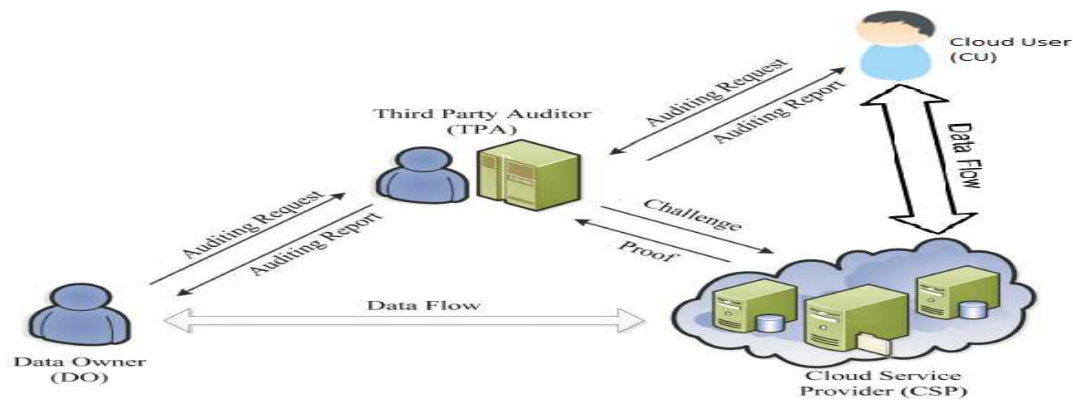 Cloud User
(CU)
Auditing Request
Auditing Report
Third Party Auditor
(TPA)
Data Flow
Auditing Request
Auditing Report
Challenge
Proof
Data Flow
Data Owner
(DO)
Cloud Service
Provider (CSP)